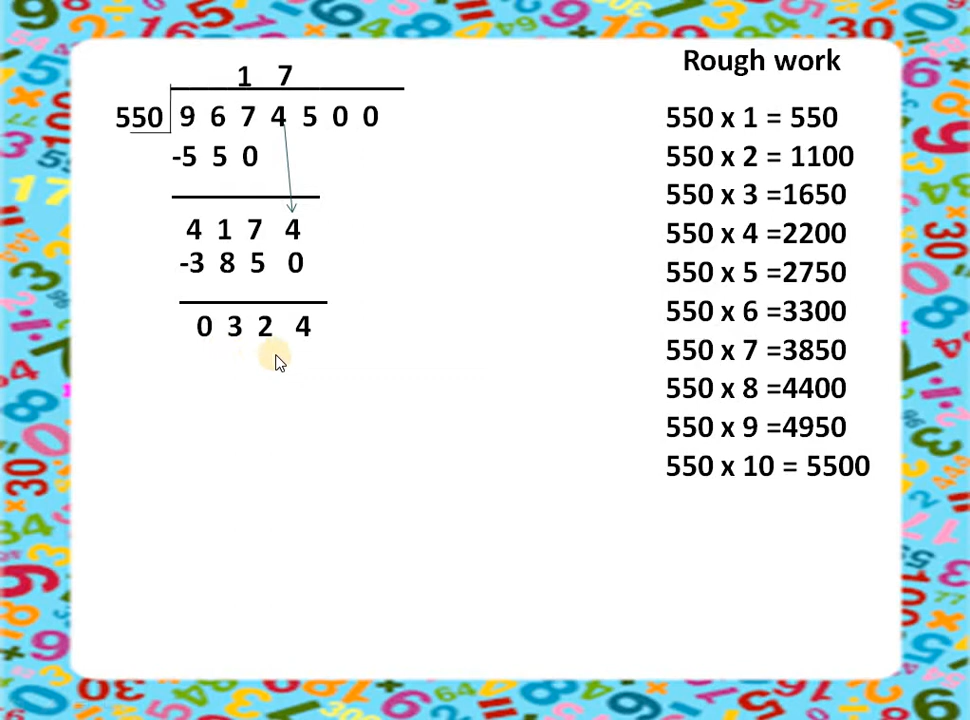 Rough work
1 7
550 9 6 7 4 5 0 0
-5 5 0
4 1 7 4
-3 8 5 0
0 3 2 4
550 x 1 = 550
550 x 2 = 1100
550 x 3 =1650
550 x 4 =2200
550 x 5 =2750
550 x 6 =3300
550 x 7 =3850
550 x 8 =4400
550 x 9 =4950
550 x 10 = 5500